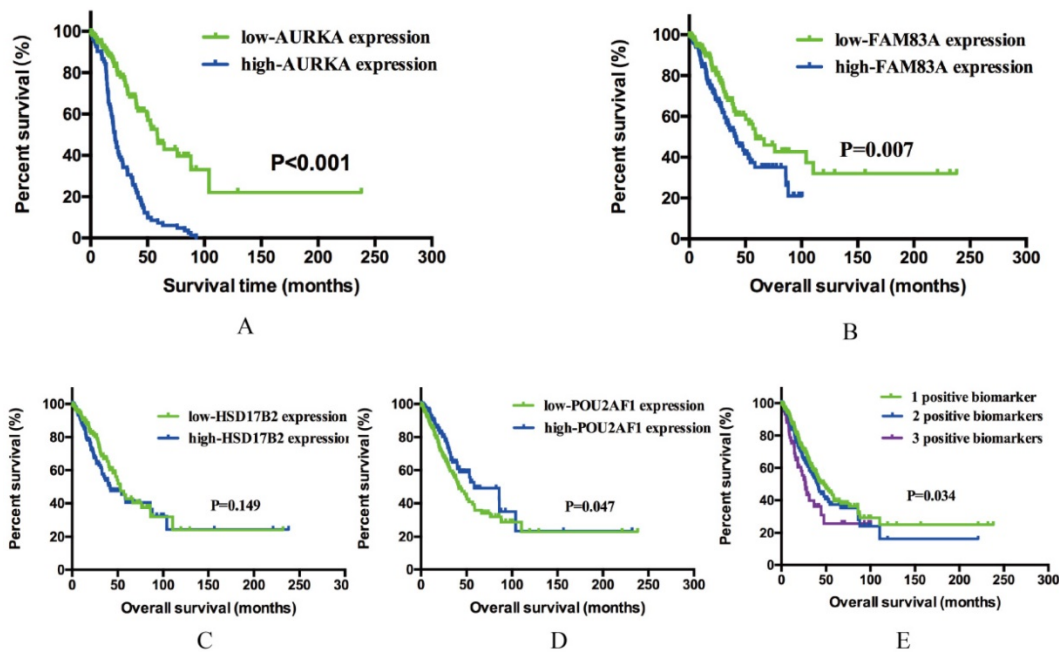 low-AURKA expression
high-AURKA expression
P<0.001
Percent survival (%)
100
80
60
40
20
0
0 50 100 150 200 250 300
Survival time (months)
A
low-FAM83A expression
high-FAM83A expression
P=0.007
Percent survival (%)
100
80
60
40
20
0
0 50 100 150 200 250 300
Overall survival (months)
B
low-HSD17B2 expression
high-HSD17B2 expression
P=0.149
Percent survival (%)
100
80
60
40
20
0
0 50 100 150 200 250 300
Overall survival (months)
C
low-POU2AF1 expression
high-POU2AF1 expression
P=0.047
Percent survival (%)
100
80
60
40
20
0
0 50 100 150 200 250 300
Overall survival (months)
D
1 positive biomarker
2 positive biomarkers
3 positive biomarkers
P=0.034
Percent survival (%)
100
80
60
40
20
0
0 50 100 150 200 250 300
Overall survival (months)
E